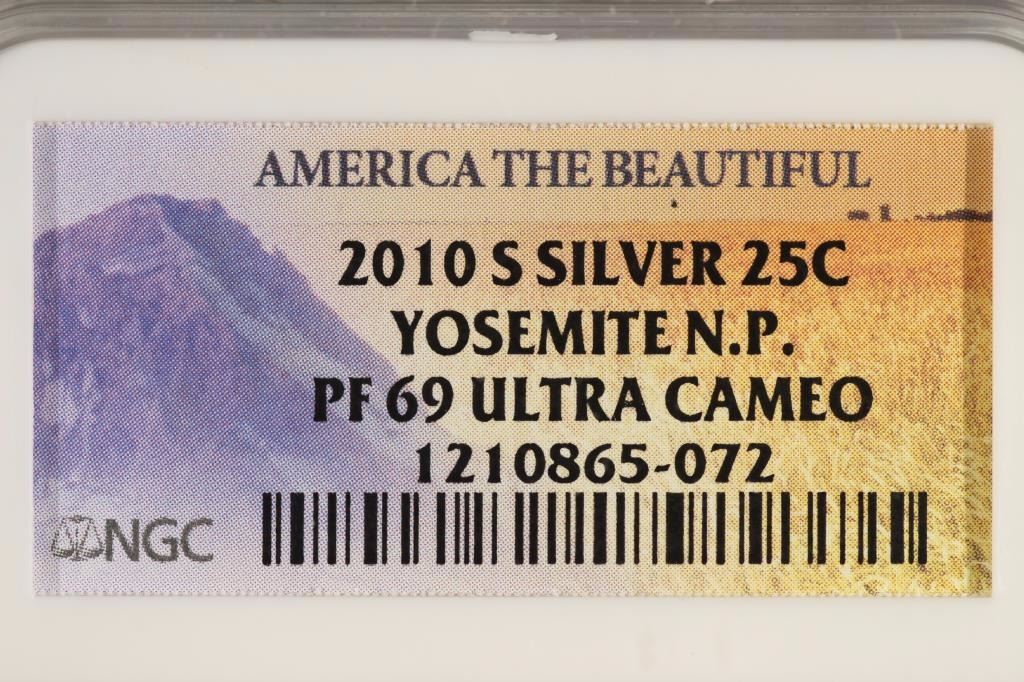 AMERICA THE BEAUTIFUL
2010 S SILVER 25C
YOSEMITE N.P.
PF 69 ULTRA CAMEO
1210865-072
NGC